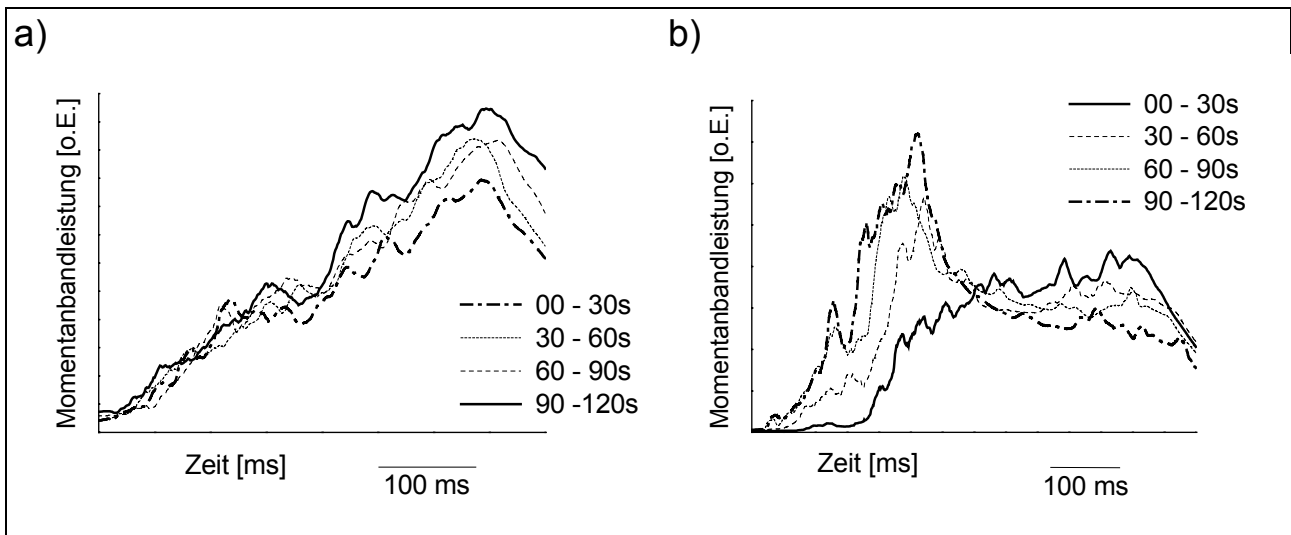 a)
Momentanbandleistung [o.E.]
00 - 30s
30 - 60s
60 - 90s
90 -120s
Zeit [ms]
100 ms
b)
Momentanbandleistung [o.E.]
00 - 30s
30 - 60s
60 - 90s
90 -120s
Zeit [ms]
100 ms